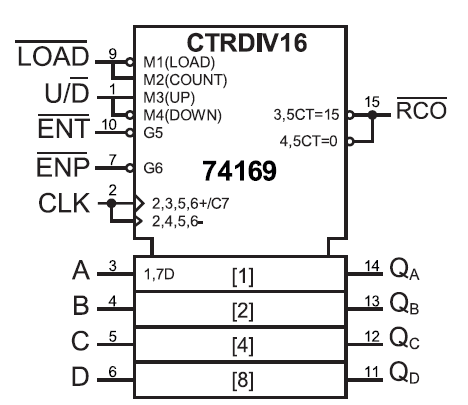 CTRDIV16
LOAD 9 M1(LOAD)
M2(COUNT)
U/D 1 M3(UP) 3,5CT=15 15 RCO
M4(DOWN)
ENT 10 G5 4,5CT=0
ENP 7 G6 74169
CLK 2 2,3,5,6+/C7
2,4,5,6-
A 3 1,7D [1] 14 QA
B 4 [2] 13 QB
C 5 [4] 12 QC
D 6 [8] 11 QD